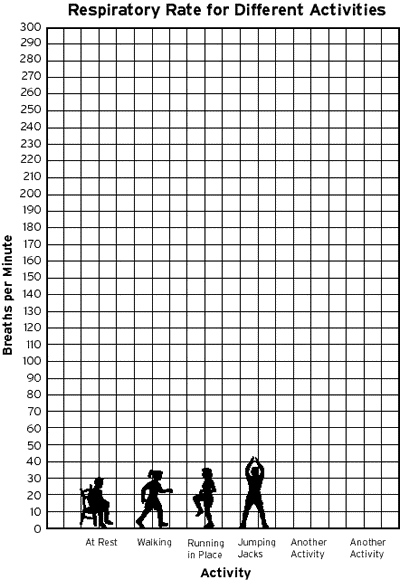 Respiratory Rate for Different Activities
300
290
280
270
260
250
240
230
220
210
200
190
180
170
160
150
140
130
120
110
100
90
80
70
60
50
40
30
20
10
0
Breaths per Minute
At Rest
Walking
Running
in Place
Jumping
Jacks
Another
Activity
Another
Activity
Activity